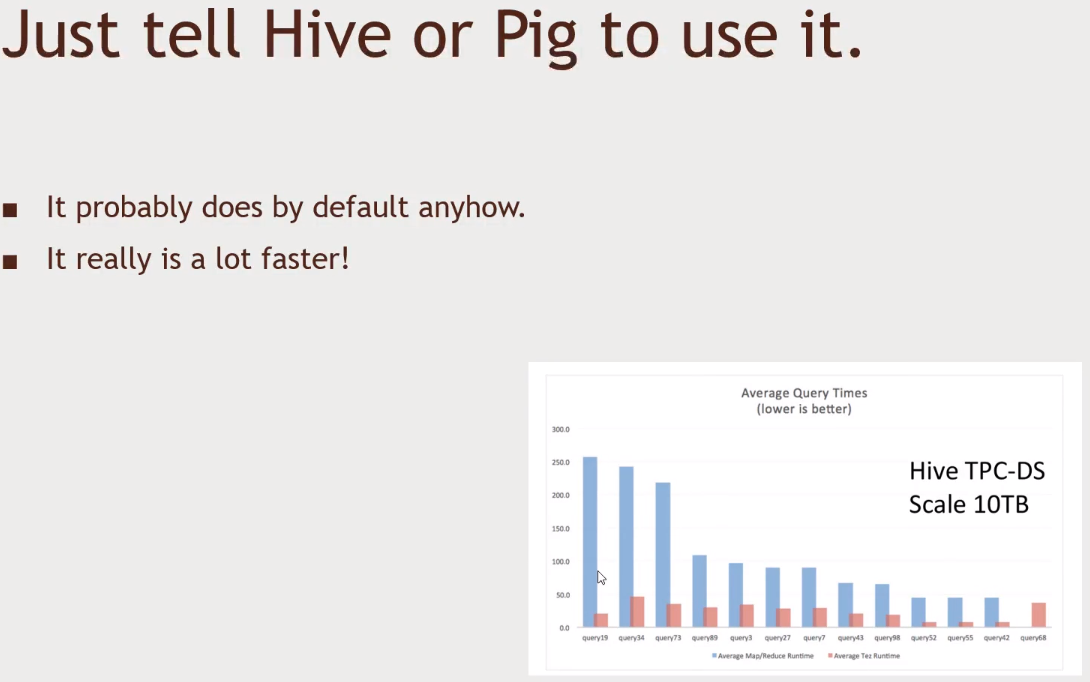 Just tell Hive or Pig to use it.
■ It probably does by default anyhow.
■ It really is a lot faster!
Average Query Times
(lower is better)
300.0
250.0
200.0
150.0
100.0
50.0
0.0
Hive TPC-DS
Scale 10TB
query19 query34 query73 query89 query3 query27 query7 query43 query98 query52 query55 query42 query68
Average Map/Reduce Runtime Average Tez Runtime